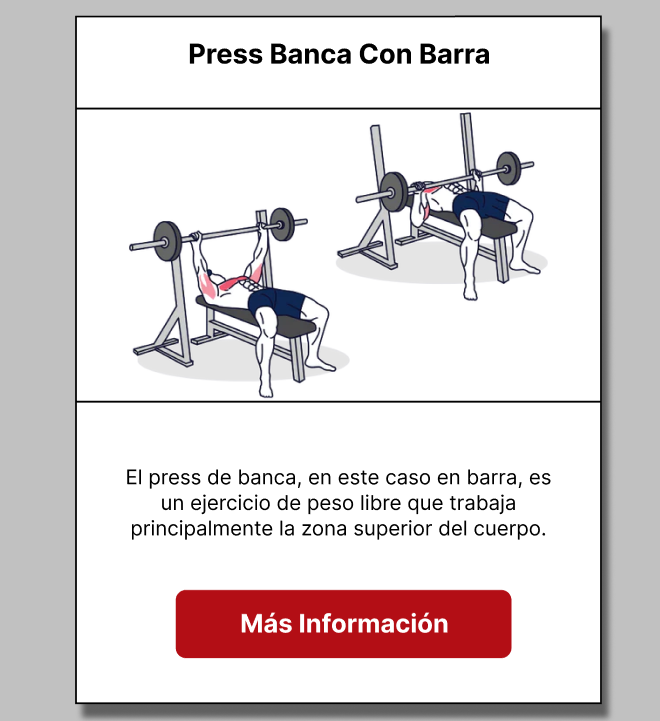 Press Banca Con Barra
El press de banca, en este caso en barra, es
un ejercicio de peso libre que trabaja
principalmente la zona superior del cuerpo.
Más Información